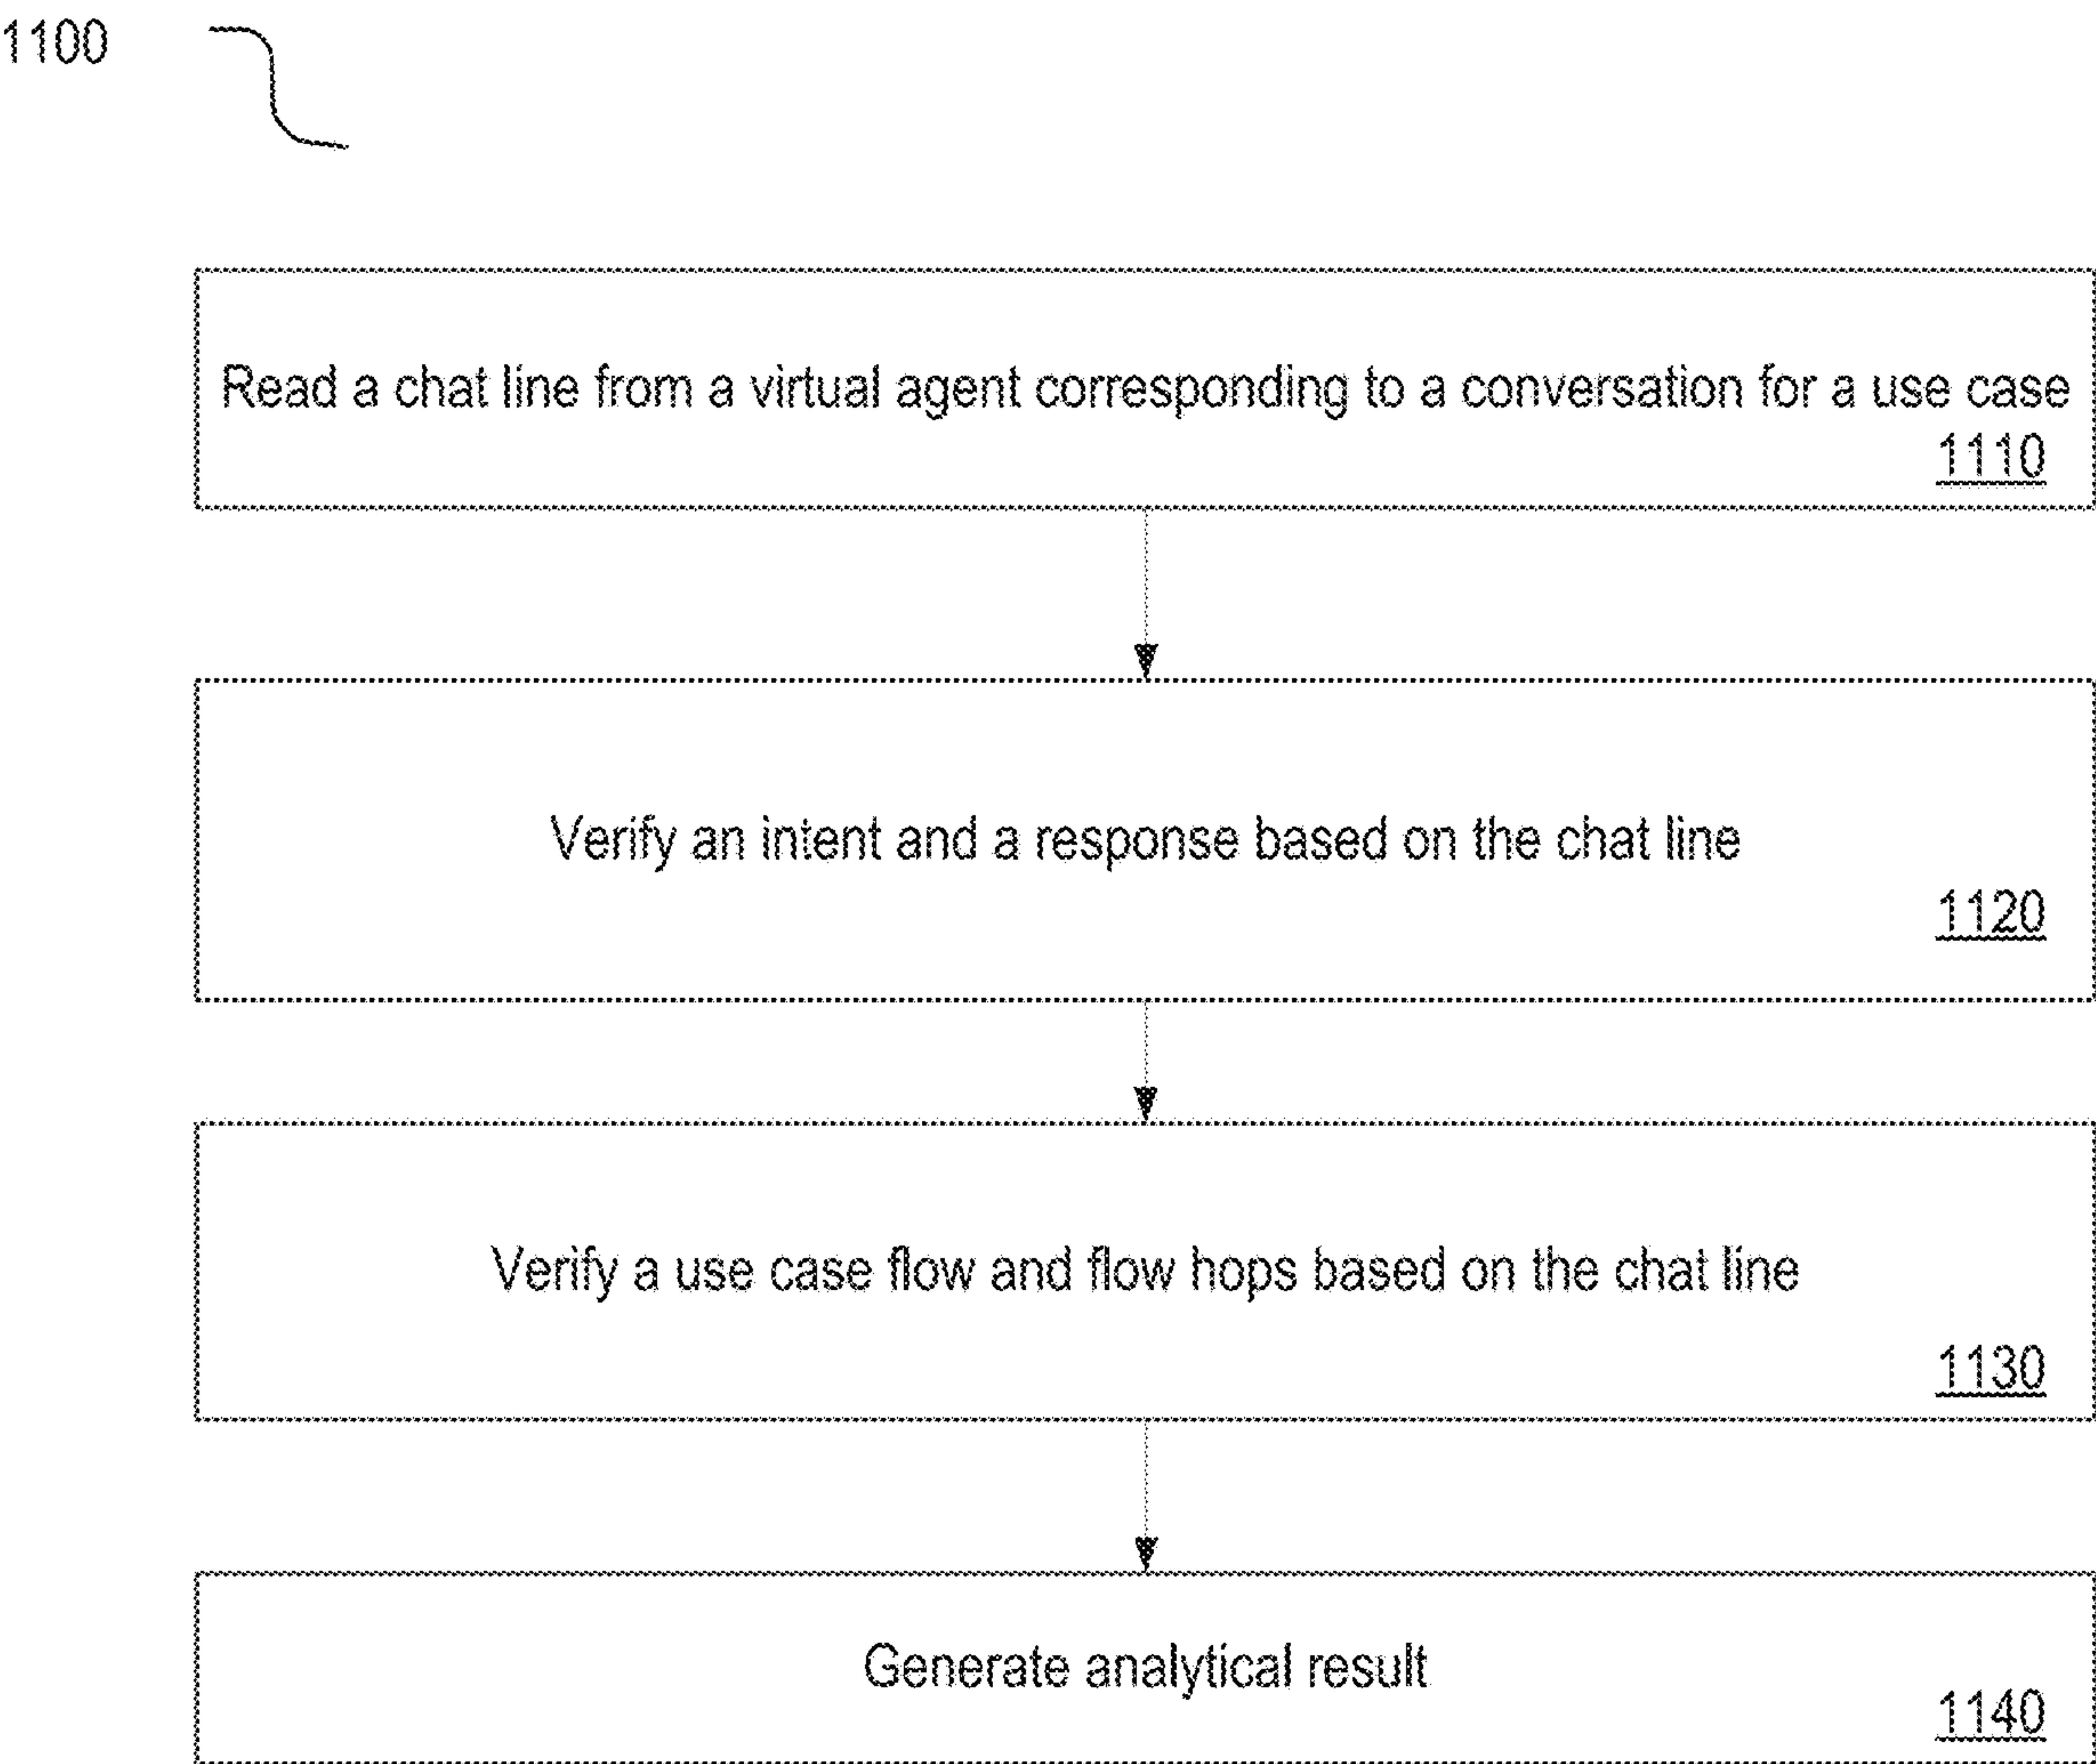 1100
Read a chat line from a virtual agent corresponding to a conversation for a use case
1110
Verify an intent and a response based on the chat line
1120
Verify a use case flow and flow hops based on the chat line
1130
Generate analytical result
1140